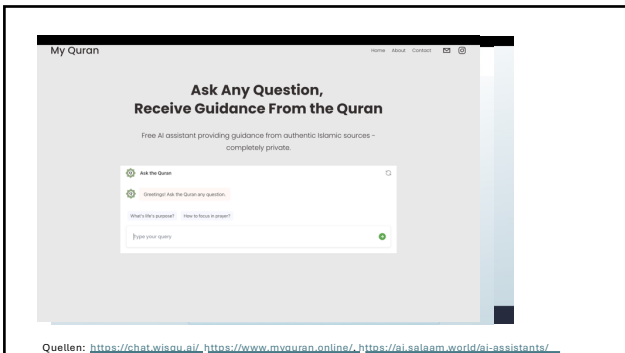 My Quran
Home About Contact
Ask Any Question,
Receive Guidance From the Quran
Free AI assistant providing guidance from authentic Islamic sources -
completely private.
Ask the Quran
Greetings! Ask the Quran any question.
What's life's purpose? How to focus in prayer?
Type your query
Quellen: https://chat.wisqu.ai/ https://www.myquran.online/, https://ai.salaam.world/ai-assistants/